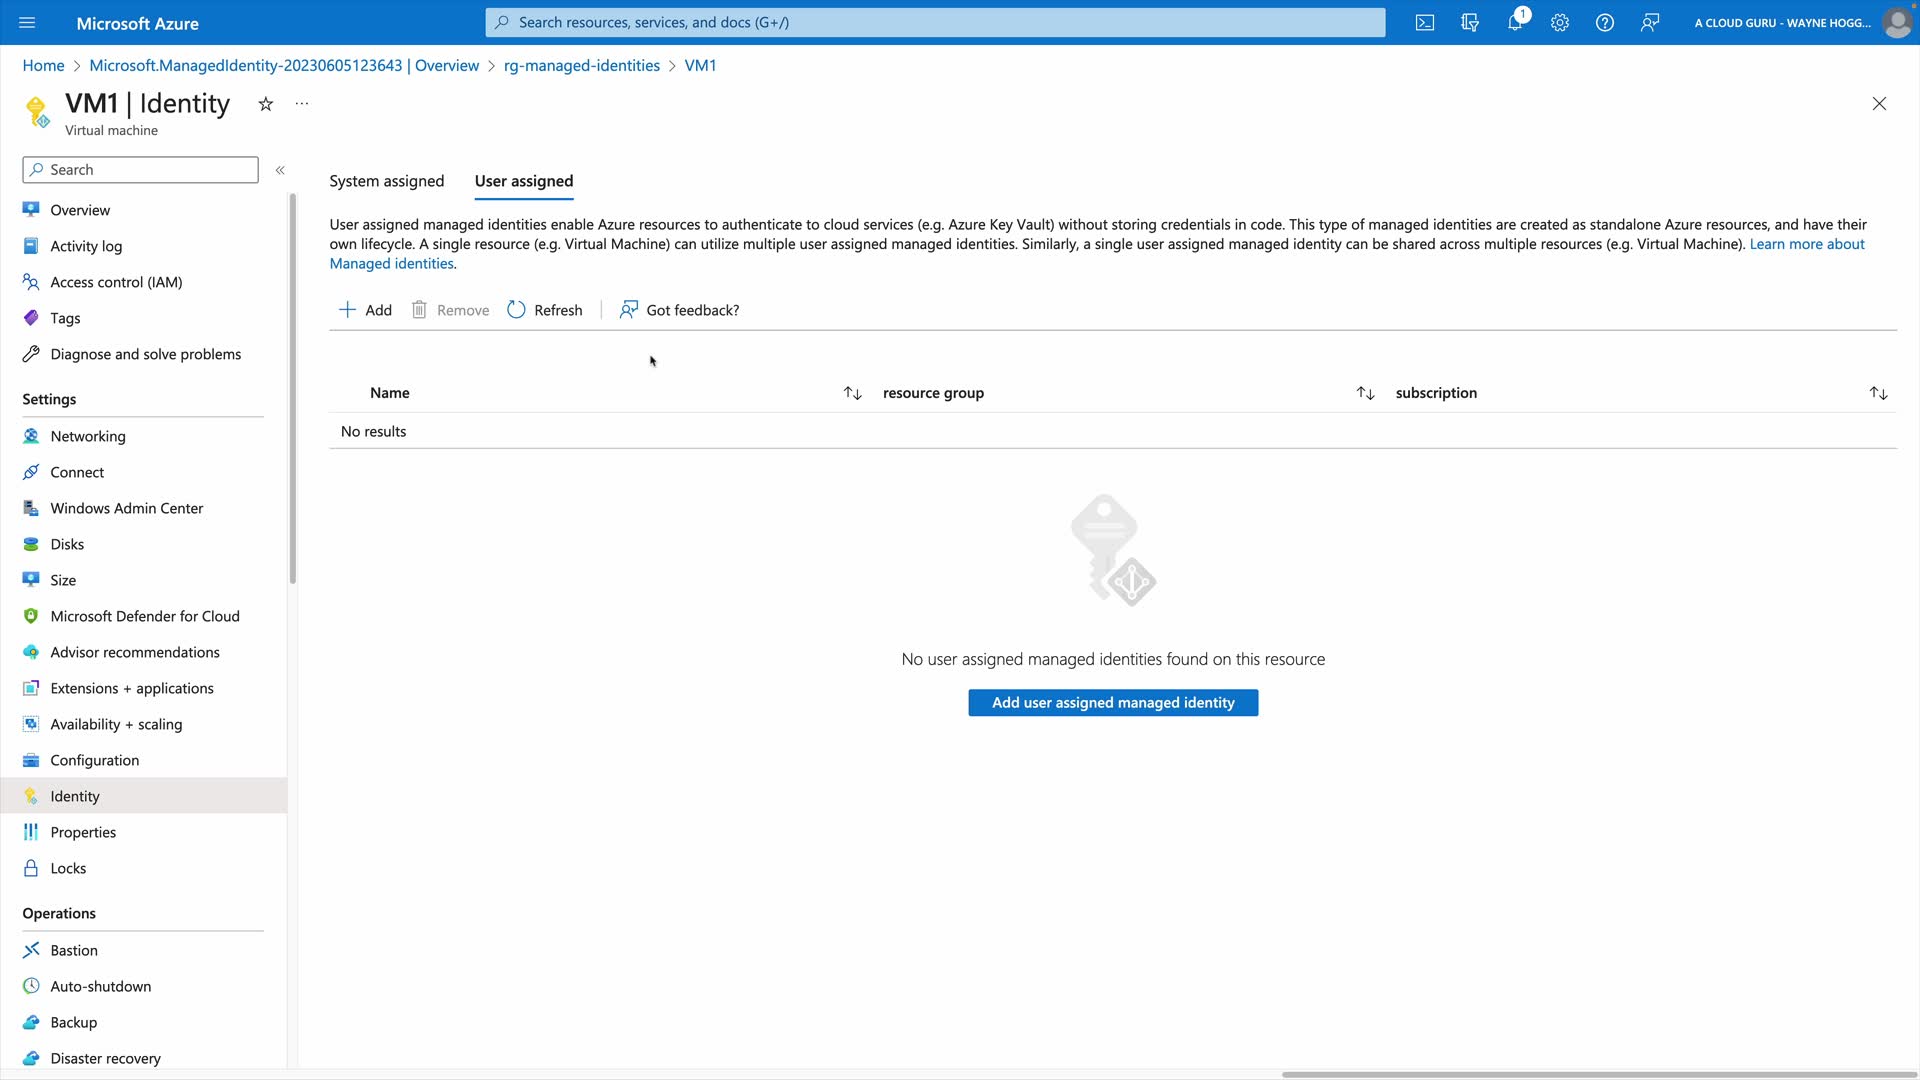 Microsoft Azure
Search resources, services, and docs (G+/)
1
A CLOUD GURU - WAYNE HOGG...
Home > Microsoft.ManagedIdentity-20230605123643 | Overview > rg-managed-identities > VM1
VM1 | Identity
Virtual machine
Search
Overview
Activity log
Access control (IAM)
Tags
Diagnose and solve problems
Settings
Networking
Connect
Windows Admin Center
Disks
Size
Microsoft Defender for Cloud
Advisor recommendations
Extensions + applications
Availability + scaling
Configuration
Identity
Properties
Locks
Operations
Bastion
Auto-shutdown
Backup
Disaster recovery
System assigned User assigned
User assigned managed identities enable Azure resources to authenticate to cloud services (e.g. Azure Key Vault) without storing credentials in code. This type of managed identities are created as standalone Azure resources, and have their
own lifecycle. A single resource (e.g. Virtual Machine) can utilize multiple user assigned managed identities. Similarly, a single user assigned managed identity can be shared across multiple resources (e.g. Virtual Machine). Learn more about
Managed identities.
Add Remove Refresh Got feedback?
Name resource group subscription
No results
No user assigned managed identities found on this resource
Add user assigned managed identity